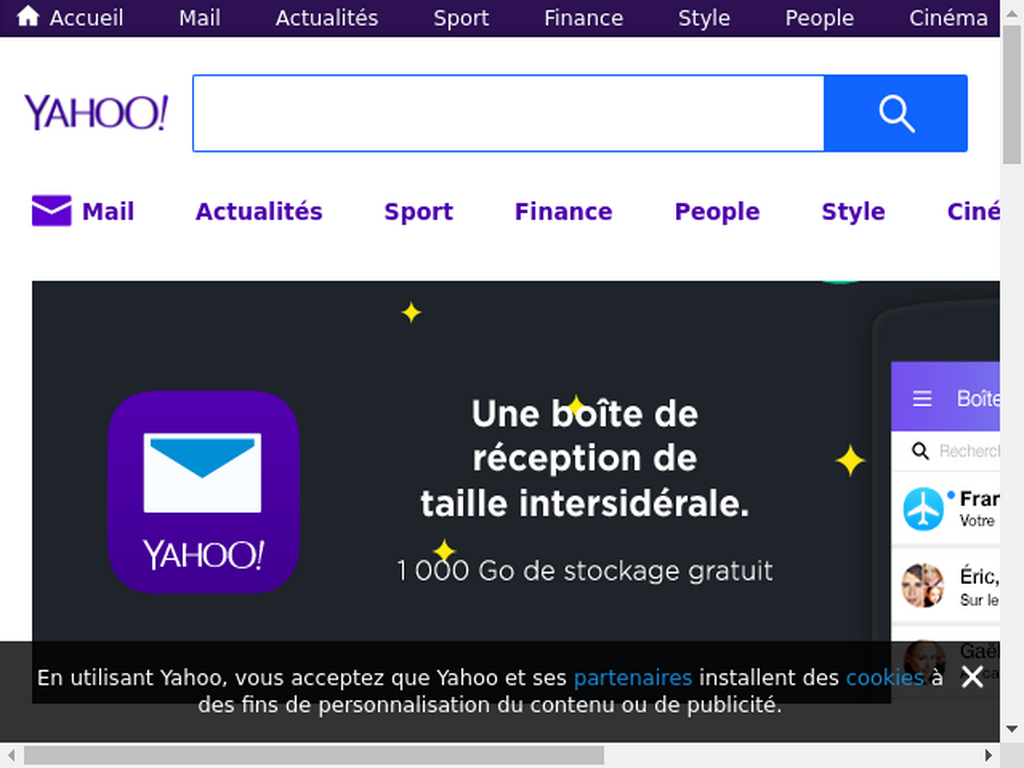 Accueil Mail Actualités Sport Finance Style People Cinéma
YAHOO!
Mail Actualités Sport Finance People Style Ciné
Une boîte de
réception de
taille intersidérale.
1 000 Go de stockage gratuit
YAHOO!
Boîte
Recherch
Fran
Votre
Éric,
Sur le
Gaël
En utilisant Yahoo, vous acceptez que Yahoo et ses partenaires installent des cookies à
des fins de personnalisation du contenu ou de publicité.